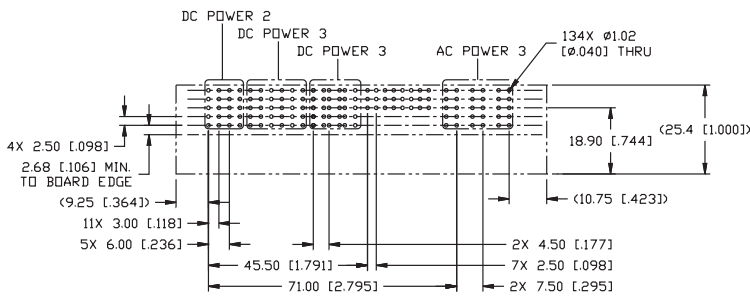 DC POWER 2
DC POWER 3
DC POWER 3
AC POWER 3
134X Ø1.02
[Ø.040] THRU
4X 2.50 [.098]
2.68 [.106] MIN.
TO BOARD EDGE
18.90 [.744]
(25.4 [1.000])
(9.25 [.364])
(10.75 [.423])
11X 3.00 [.118]
5X 6.00 [.236]
2X 4.50 [.177]
45.50 [1.791]
7X 2.50 [.098]
71.00 [2.795]
2X 7.50 [.295]